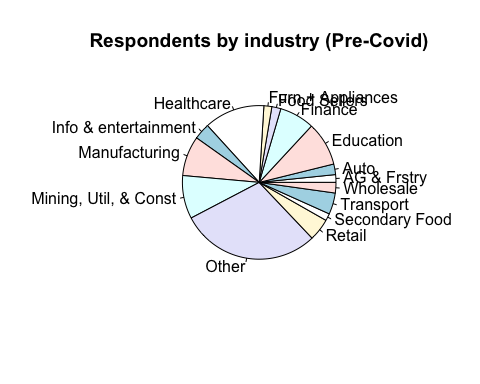 Respondents by industry (Pre-Covid)
Furn + Appliances
Food Sellers
Finance
Healthcare
Info & entertainment
Education
Manufacturing
Auto
AG & Frstry
Wholesale
Mining, Util, & Const
Transport
Secondary Food
Retail
Other